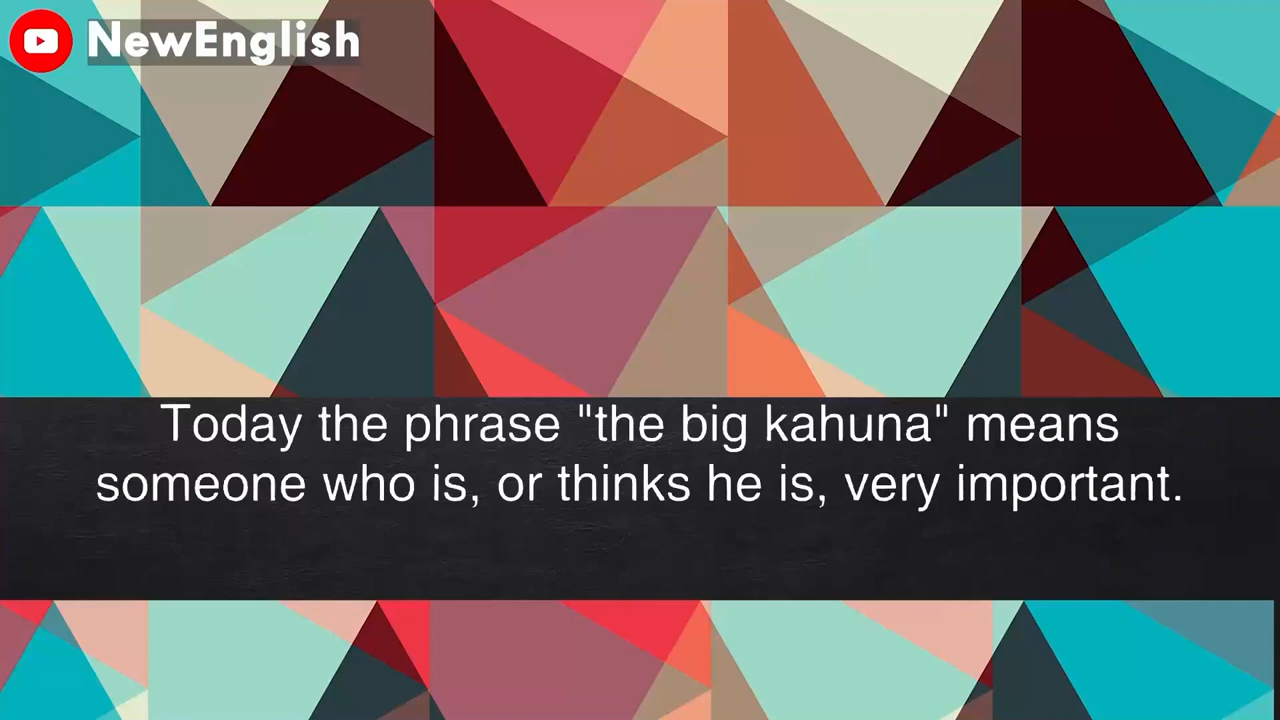 NewEnglish
Today the phrase "the big kahuna" means
someone who is, or thinks he is, very important.